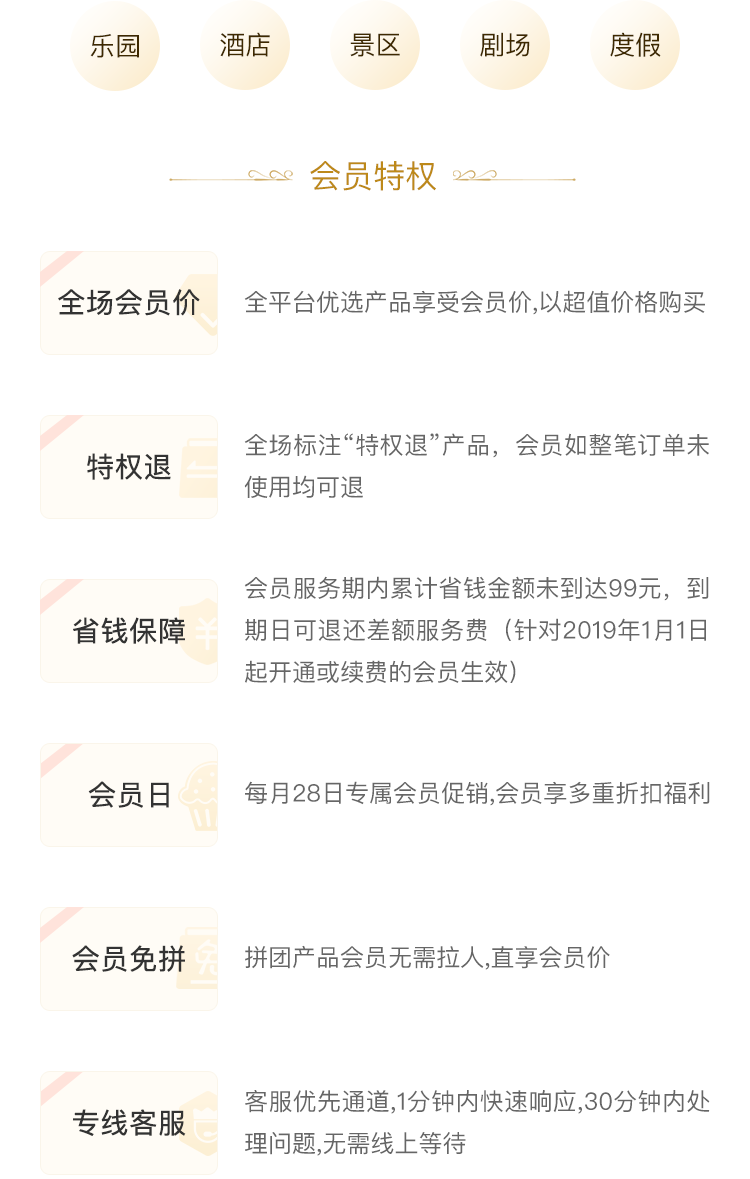 乐园 酒店 景区 剧场 度假
会员特权
全场会员价
全平台优选产品享受会员价,以超值价格购买
特权退
全场标注“特权退”产品，会员如整笔订单未
使用均可退
省钱保障
会员服务期内累计省钱金额未到达99元，到
期日可退还差额服务费（针对2019年1月1日
起开通或续费的会员生效）
会员日
每月28日专属会员促销,会员享多重折扣福利
会员免拼
拼团产品会员无需拉人,直享会员价
专线客服
客服优先通道,1分钟内快速响应,30分钟内处
理问题,无需线上等待